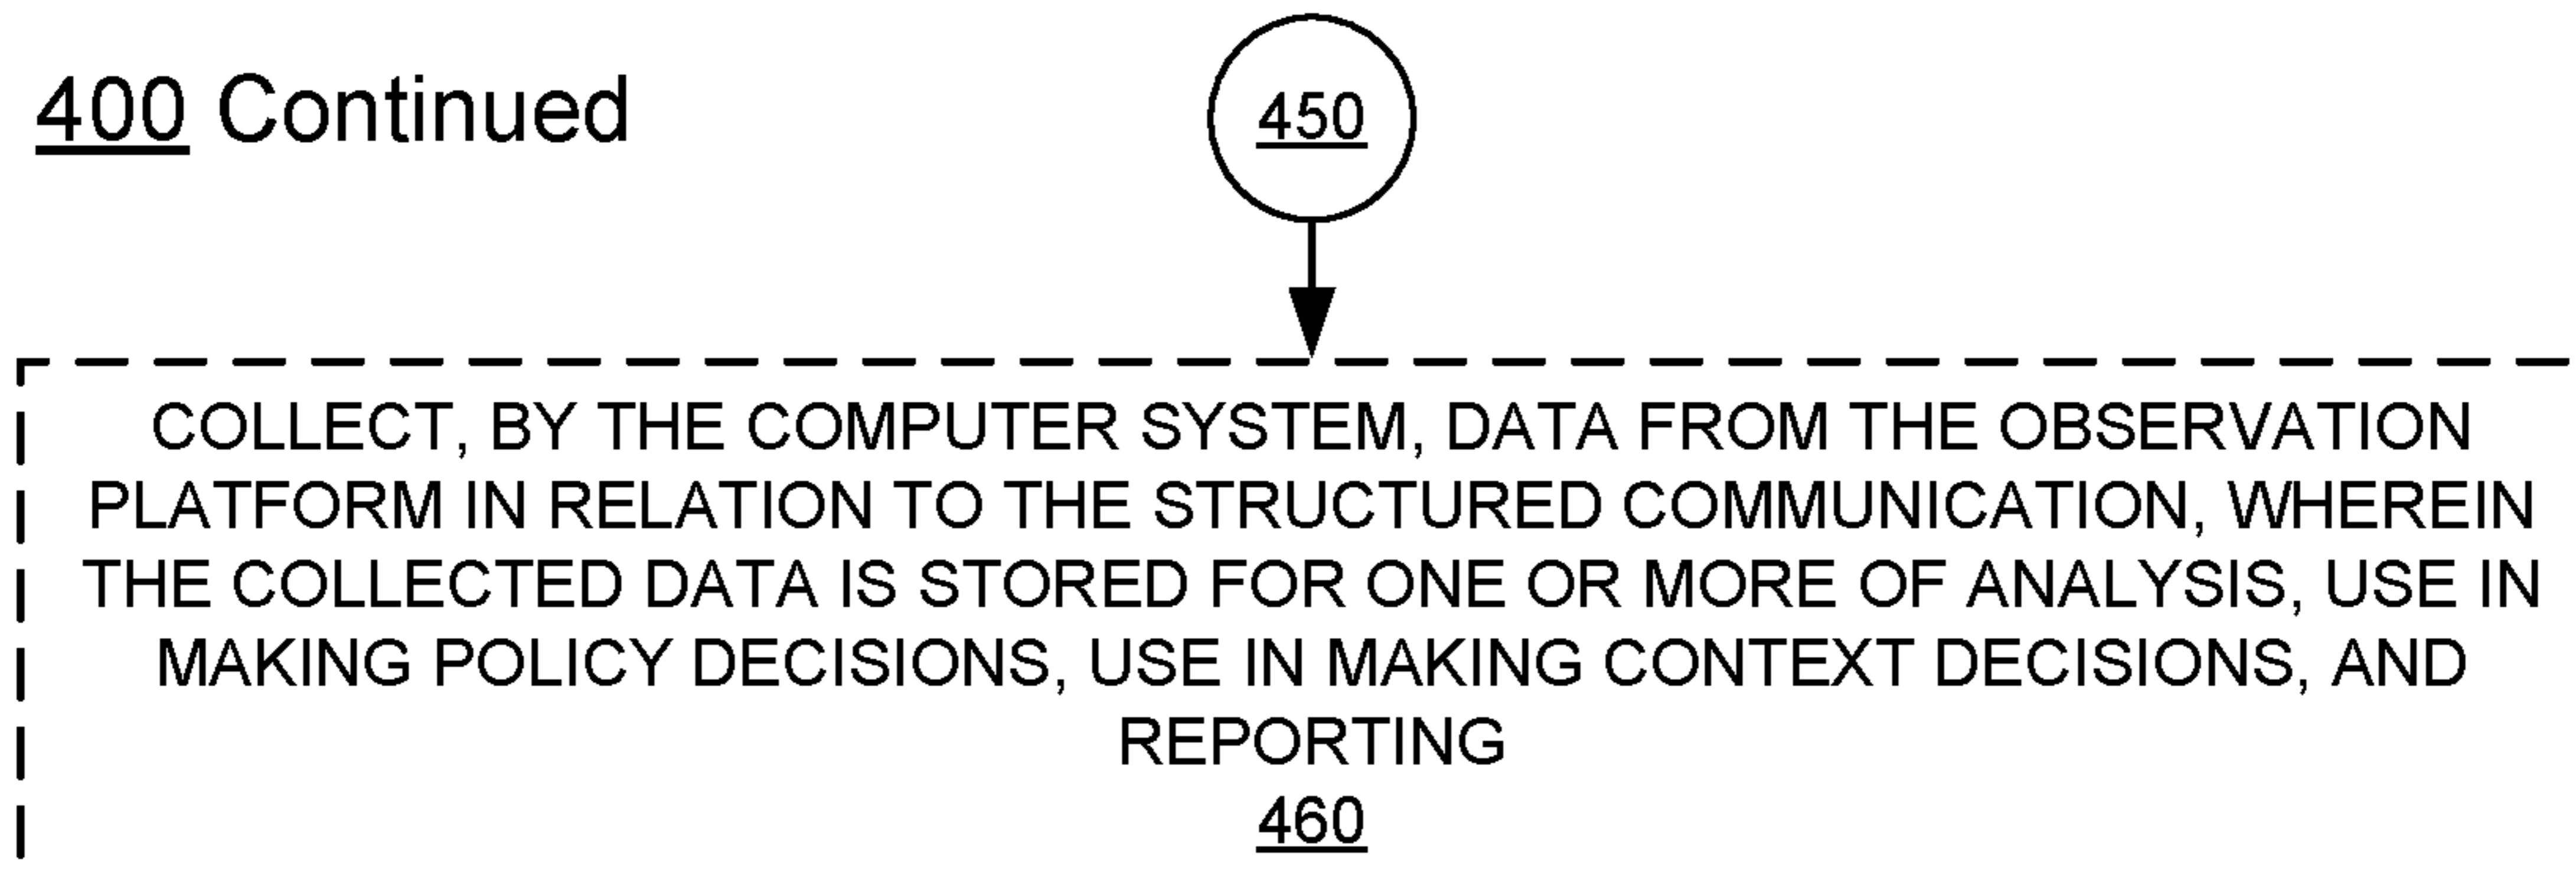 400 Continued
450
COLLECT, BY THE COMPUTER SYSTEM, DATA FROM THE OBSERVATION
PLATFORM IN RELATION TO THE STRUCTURED COMMUNICATION, WHEREIN
THE COLLECTED DATA IS STORED FOR ONE OR MORE OF ANALYSIS, USE IN
MAKING POLICY DECISIONS, USE IN MAKING CONTEXT DECISIONS, AND
REPORTING
460